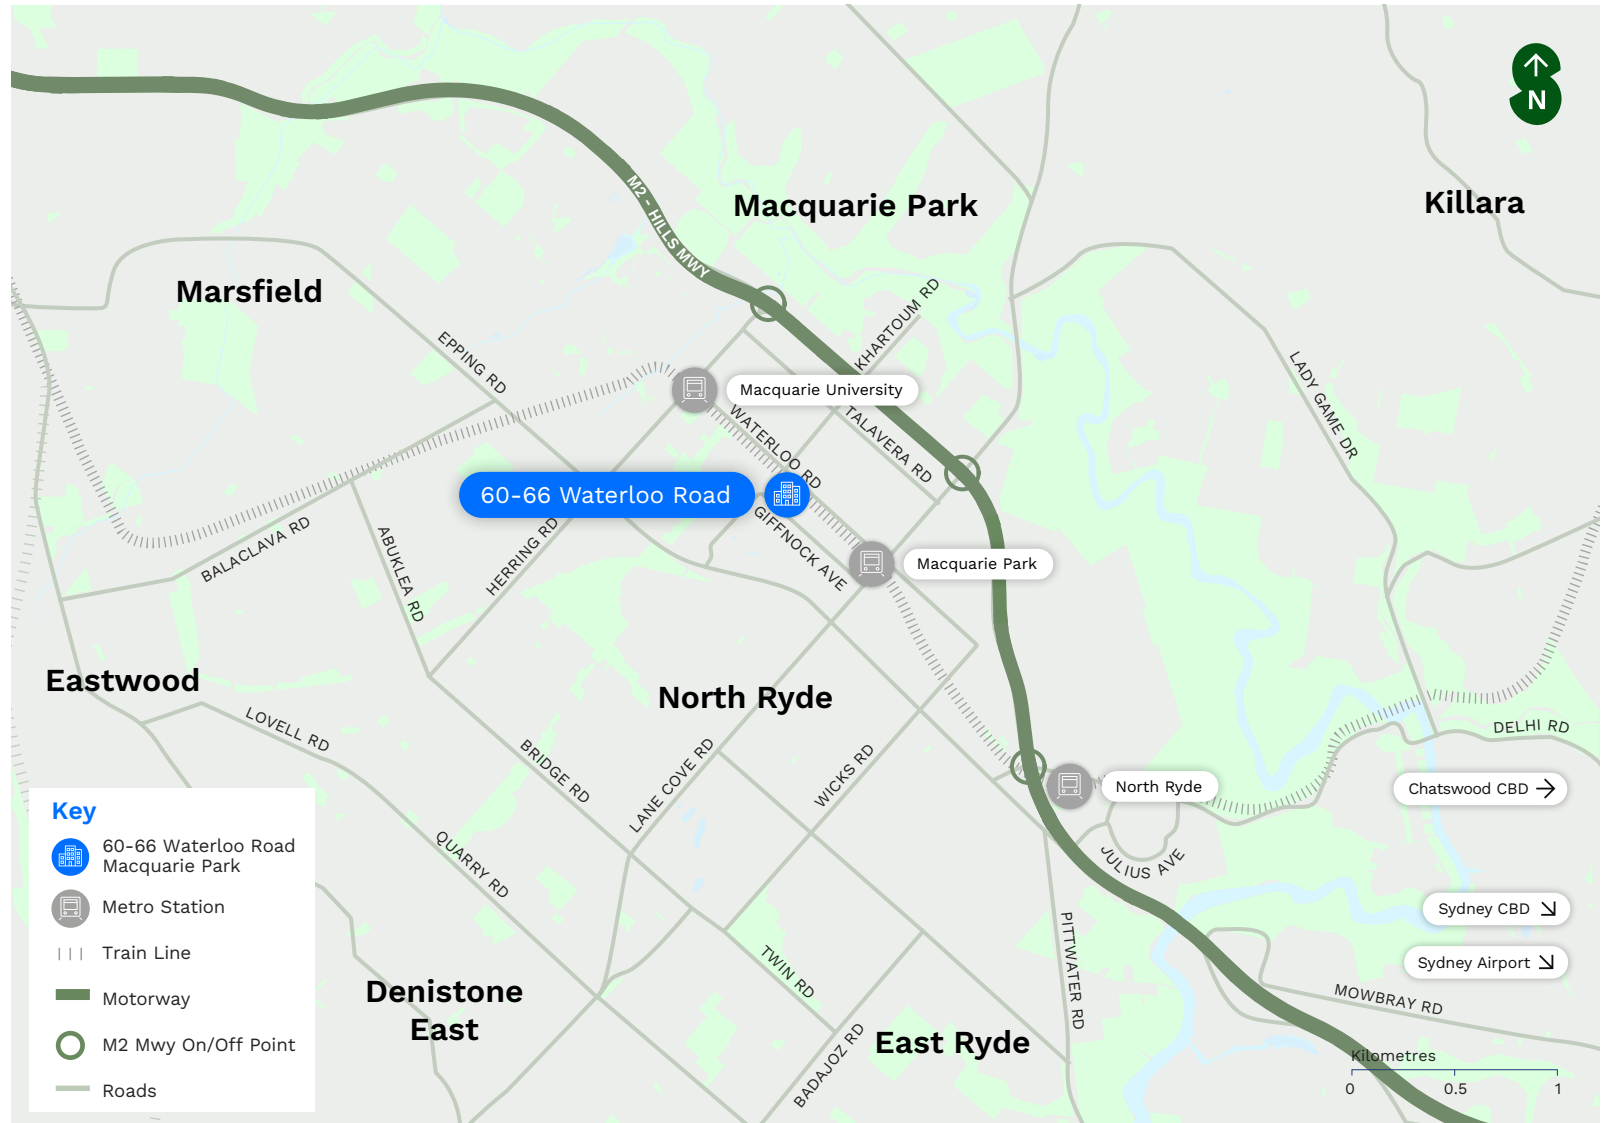 N
Macquarie Park
Killara
M2 - HILLS MWY
Marsfield
KHARTOUM RD
EPPING RD
LADY GAME DR
Macquarie University
WATERLOO RD
TALAVERA RD
60-66 Waterloo Road
GIFFNOCK AVE
HERRING RD
BALACLAVA RD
ABUKLEA RD
Macquarie Park
Eastwood
North Ryde
LOVELL RD
BRIDGE RD
LANE COVE RD
WICKS RD
DELHI RD
North Ryde
Chatswood CBD
QUARRY RD
JULIUS AVE
Sydney CBD
PITTWATER RD
Sydney Airport
TWIN RD
MOWBRAY RD
Denistone
East
BADAJOZ RD
East Ryde
Kilometres
0 0.5 1
Key
60-66 Waterloo Road
Macquarie Park
Metro Station
Train Line
Motorway
M2 Mwy On/Off Point
Roads